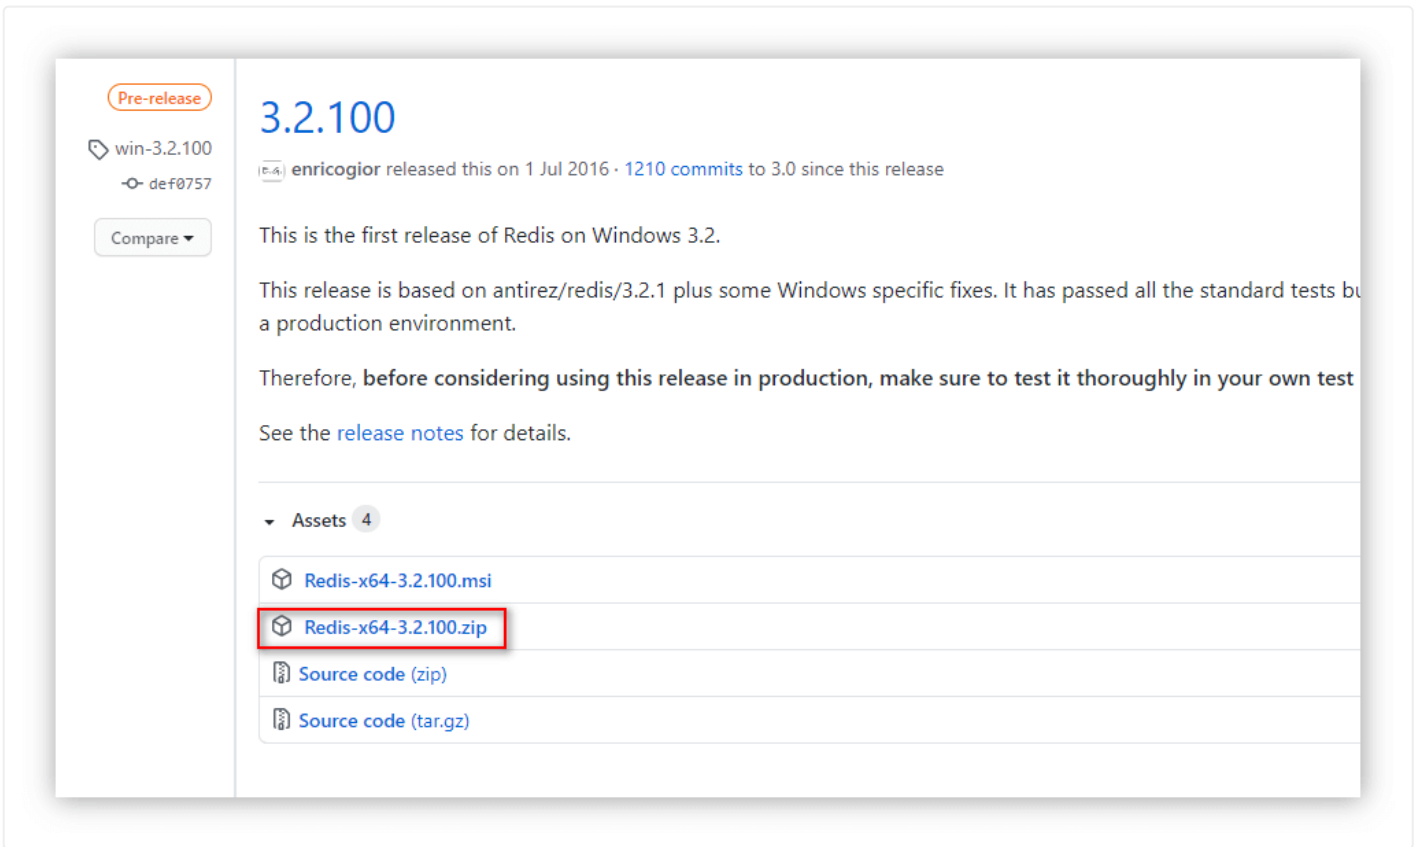 Pre-release
win-3.2.100
def0757
Compare
3.2.100
enricogior released this on 1 Jul 2016 · 1210 commits to 3.0 since this release
This is the first release of Redis on Windows 3.2.
This release is based on antirez/redis/3.2.1 plus some Windows specific fixes. It has passed all the standard tests
a production environment.
Therefore, before considering using this release in production, make sure to test it thoroughly in your own test
See the release notes for details.
Assets 4
Redis-x64-3.2.100.msi
Redis-x64-3.2.100.zip
Source code (zip)
Source code (tar.gz)